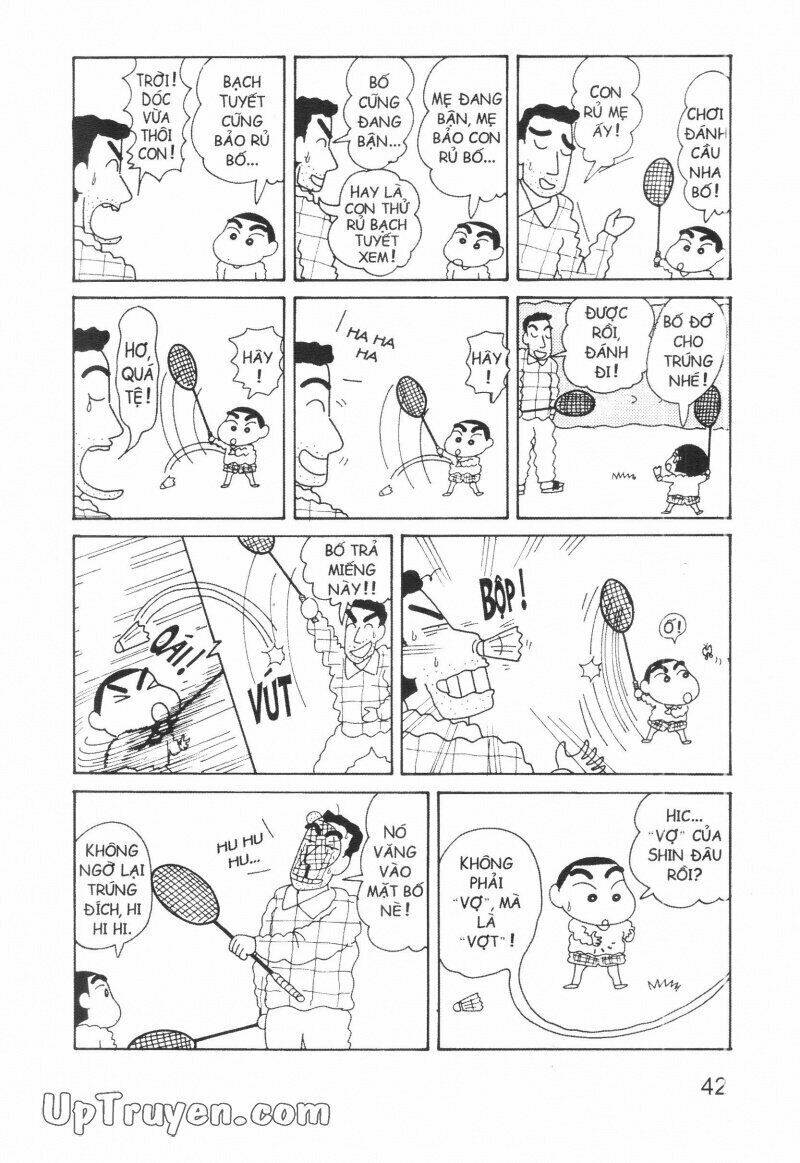 CHƠI
ĐÁNH
CẦU
NHA
BỐ!
CON
RỦ MẸ
ẤY!
MẸ ĐANG
BẬN, MẸ
BẢO CON
RỦ BỐ...
BỐ
CŨNG
ĐANG
BẬN...
HAY LÀ
CON THỬ
RỦ BẠCH
TUYẾT
XEM!
BẠCH
TUYẾT
CŨNG
BẢO RỦ
BỐ...
TRỜI!
DÓC
VỪA
THÔI
CON!
BỐ ĐỠ
CHO
TRÚNG
NHÉ!
ĐƯỢC
RỒI,
ĐÁNH
ĐI!
HÂY
!
HA HA
HA
HÂY
!
HƠ,
QUÁ
TỆ!
Ố!
BỘP!
BỐ TRẢ
MIẾNG
NÀY!!
VÚT
OÁI!
HIC...
"VỢ" CỦA
SHIN ĐÂU
RỒI?
KHÔNG
PHẢI
"VỢ", MÀ
LÀ
"VỢT"!
NÓ
VĂNG
VÀO
MẶT BỐ
NÈ!
HU HU
HU...
KHÔNG
NGỜ LẠI
TRÚNG
ĐÍCH, HI
HI HI.
42
UpTruyen.com